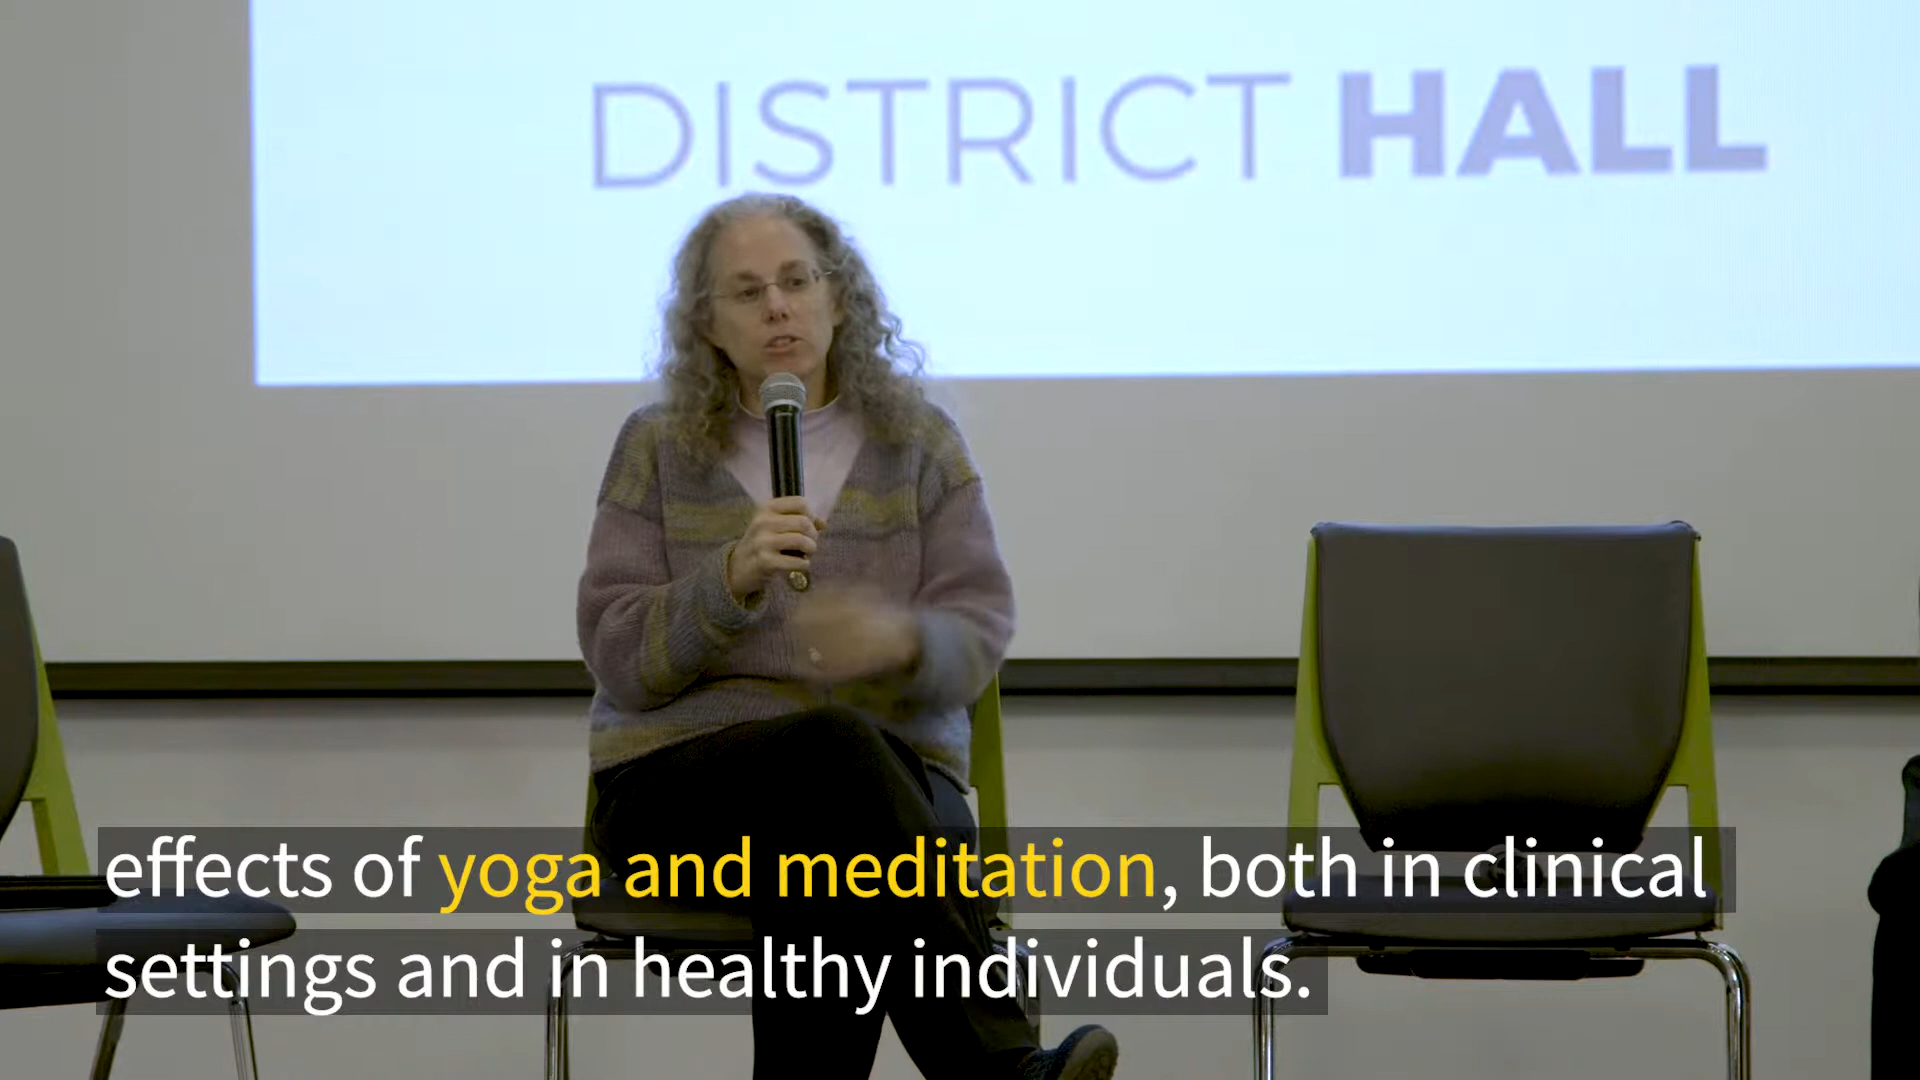 DISTRICT HALL
effects of yoga and meditation, both in clinical
settings and in healthy individuals.